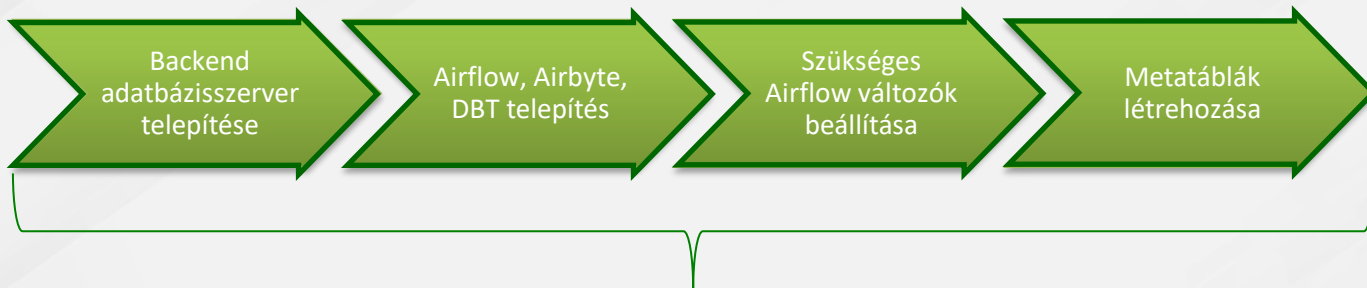 Backend
adatbázisszerver
telepítése
Airflow, Airbyte,
DBT telepítés
Szükséges
Airflow változók
beállítása
Metatáblák
létrehozása